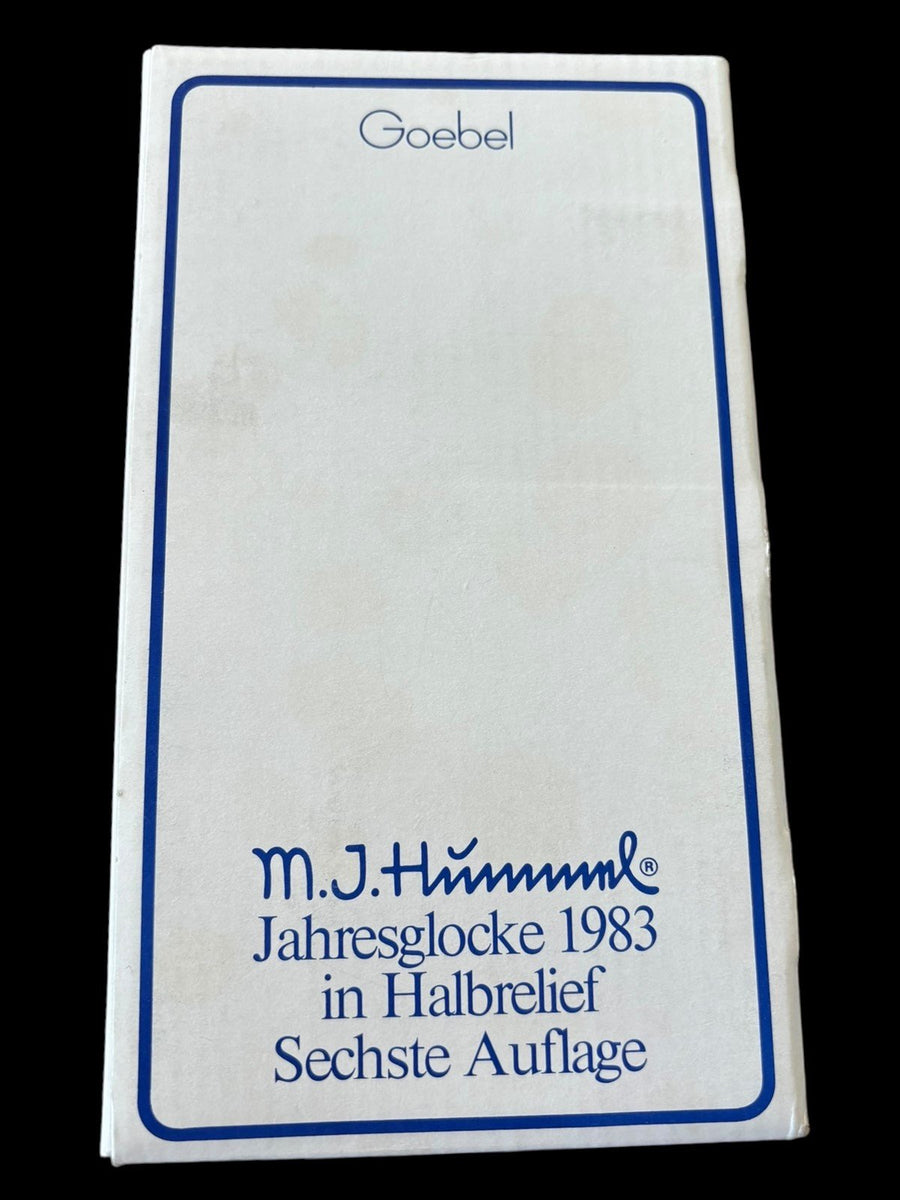 Goebel
M.J.Hummel®
Jahresglocke 1983
in Halbrelief
Sechste Auflage